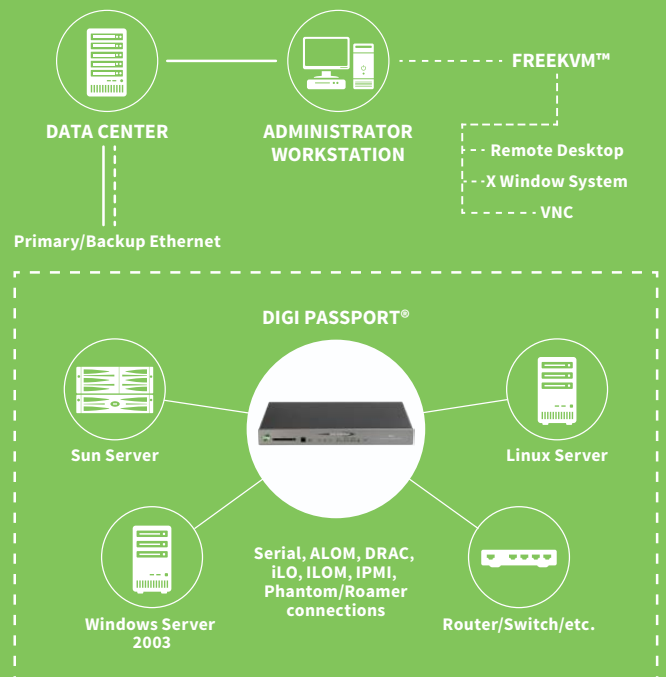 DATA CENTER
ADMINISTRATOR
WORKSTATION
FREEKVM™
Remote Desktop
X Window System
VNC
Primary/Backup Ethernet
DIGI PASSPORT®
Sun Server
Linux Server
Serial, ALOM, DRAC,
iLO, ILOM, IPMI,
Phantom/Roamer
connections
Windows Server
2003
Router/Switch/etc.